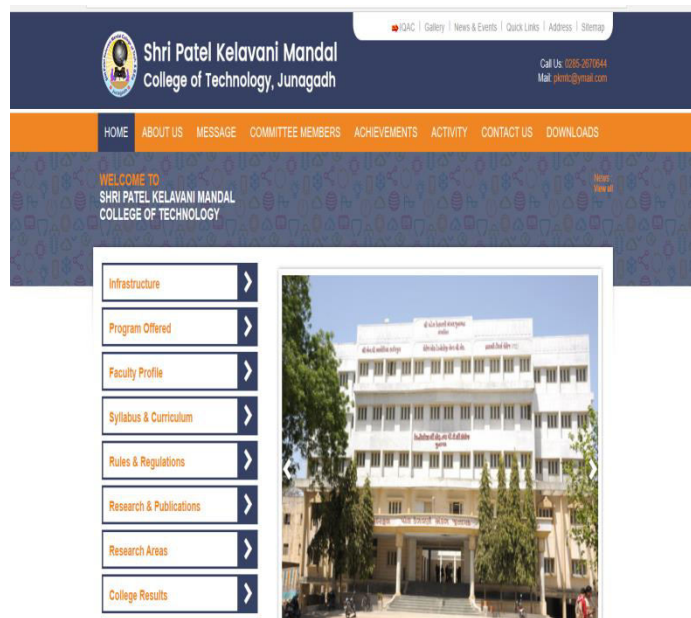 IQAC | Gallery | News & Events | Quick Links | Address | Sitemap
Shri Patel Kelavani Mandal
College of Technology, Junagadh
Call Us: 0285-2670644
Mail: pkmtc@ymail.com
HOME ABOUT US MESSAGE COMMITTEE MEMBERS ACHIEVEMENTS ACTIVITY CONTACT US DOWNLOADS
WELCOME TO
SHRI PATEL KELAVANI MANDAL
COLLEGE OF TECHNOLOGY
News
View all
Infrastructure
Program Offered
Faculty Profile
Syllabus & Curriculum
Rules & Regulations
Research & Publications
Research Areas
College Results